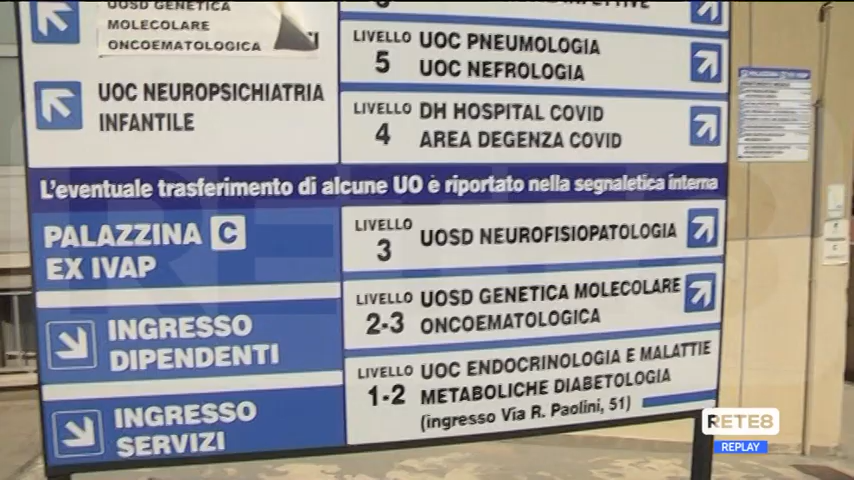 UOSD GENETICA
MOLECOLARE
ONCOEMATOLOGICA
UOC NEUROPSICHIATRIA
INFANTILE
LIVELLO
5
UOC PNEUMOLOGIA
UOC NEFROLOGIA
LIVELLO
4
DH HOSPITAL COVID
AREA DEGENZA COVID
L'eventuale trasferimento di alcune UO è riportato nella segnaletica interna
PALAZZINA C
EX IVAP
INGRESSO
DIPENDENTI
INGRESSO
SERVIZI
LIVELLO
3
UOSD NEUROFISIOPATOLOGIA
LIVELLO
2-3
UOSD GENETICA MOLECOLARE
ONCOEMATOLOGICA
LIVELLO
1-2
UOC ENDOCRINOLOGIA E MALATTIE
METABOLICHE DIABETOLOGIA
(ingresso Via R. Paolini, 51)
RETE8
REPLAY